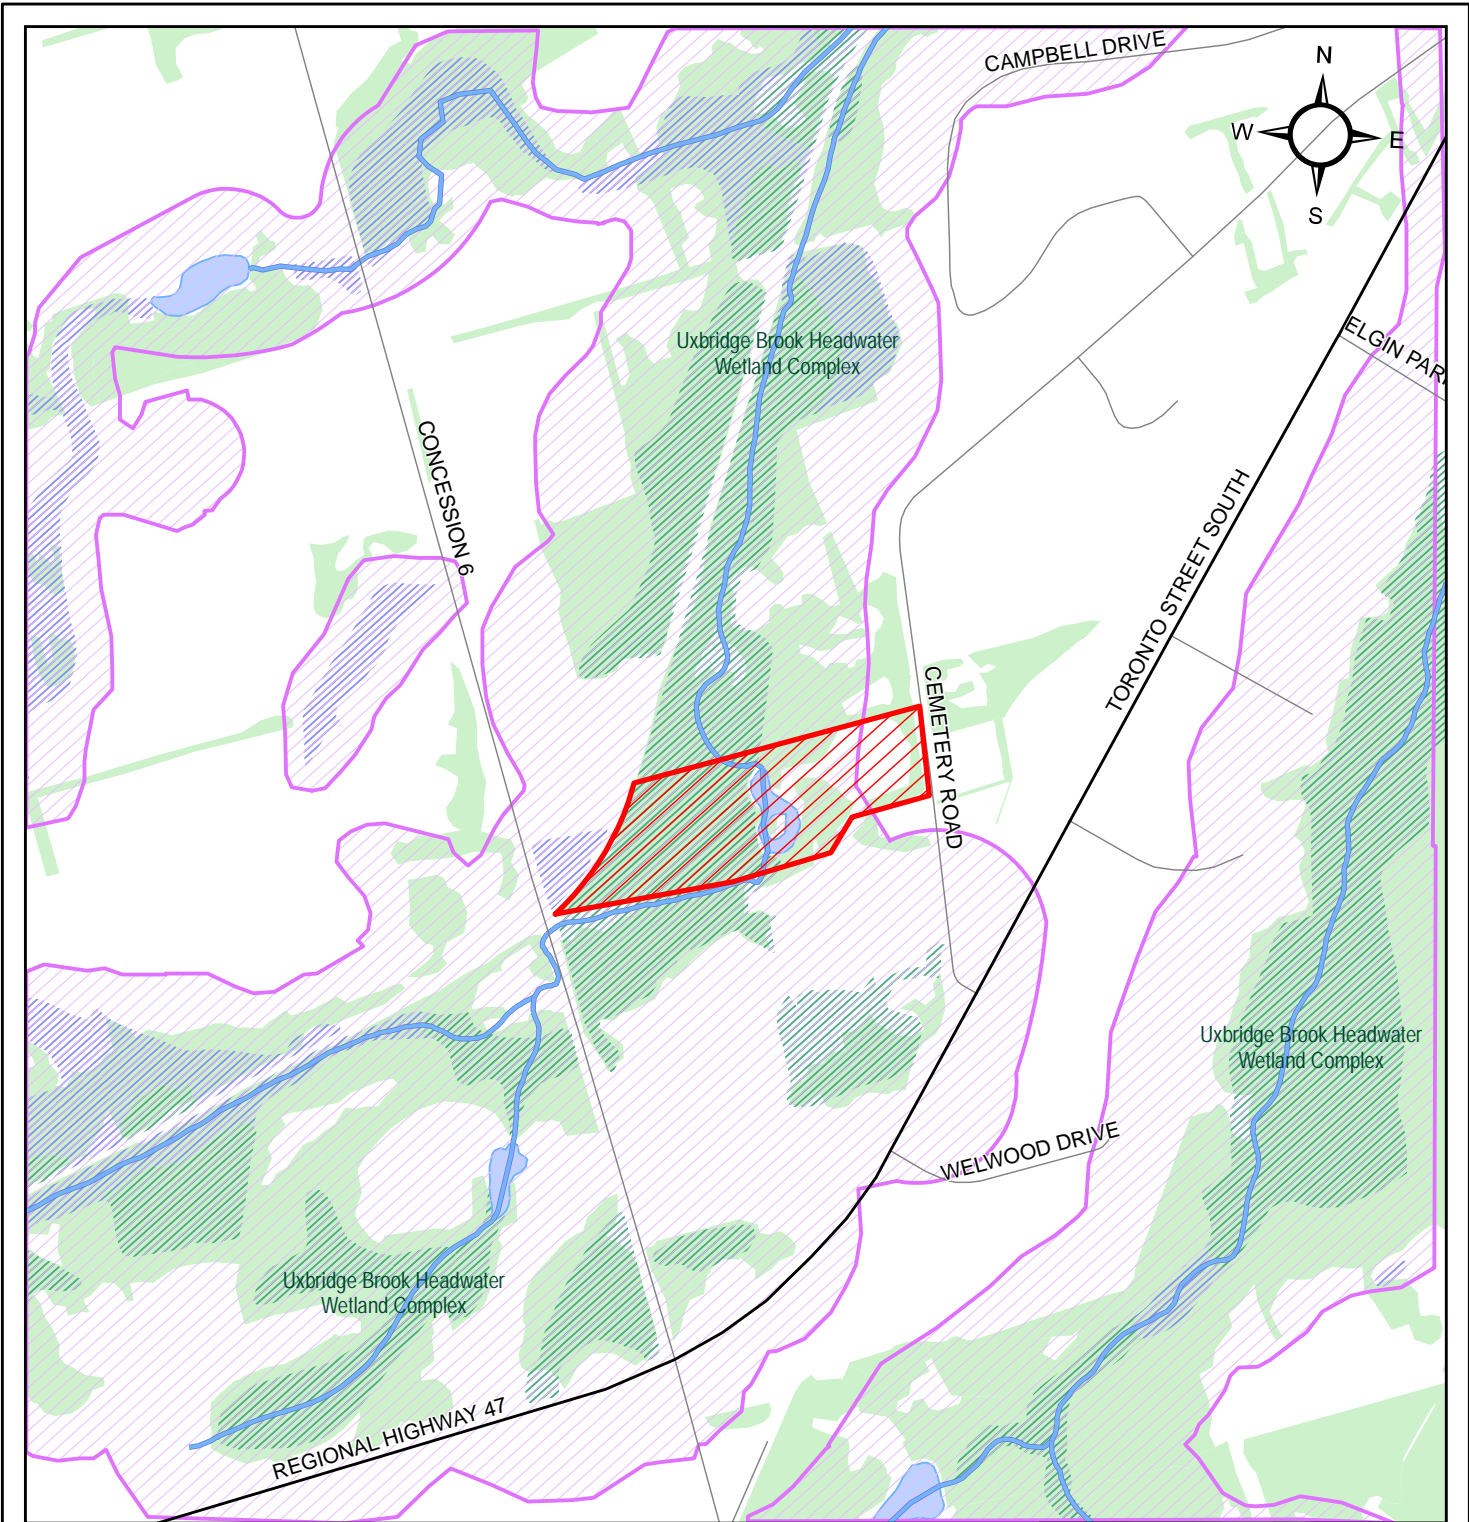 CAMPBELL DRIVE
N
W
E
S
ELGIN PAR
Uxbridge Brook Headwater
Wetland Complex
CONCESSION 6
TORONTO STREET SOUTH
CEMETERY ROAD
Uxbridge Brook Headwater
Wetland Complex
WELWOOD DRIVE
Uxbridge Brook Headwater
Wetland Complex
REGIONAL HIGHWAY 47